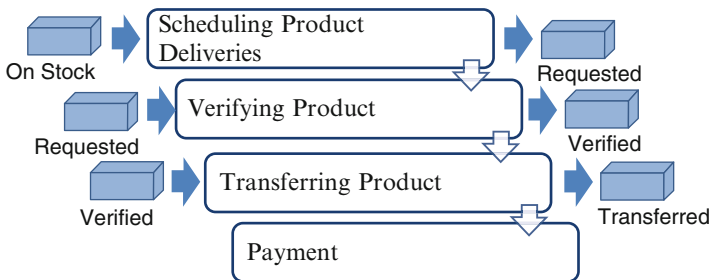 Scheduling Product
Deliveries
On Stock
Requested
Verifying Product
Requested
Verified
Transferring Product
Verified
Transferred
Payment